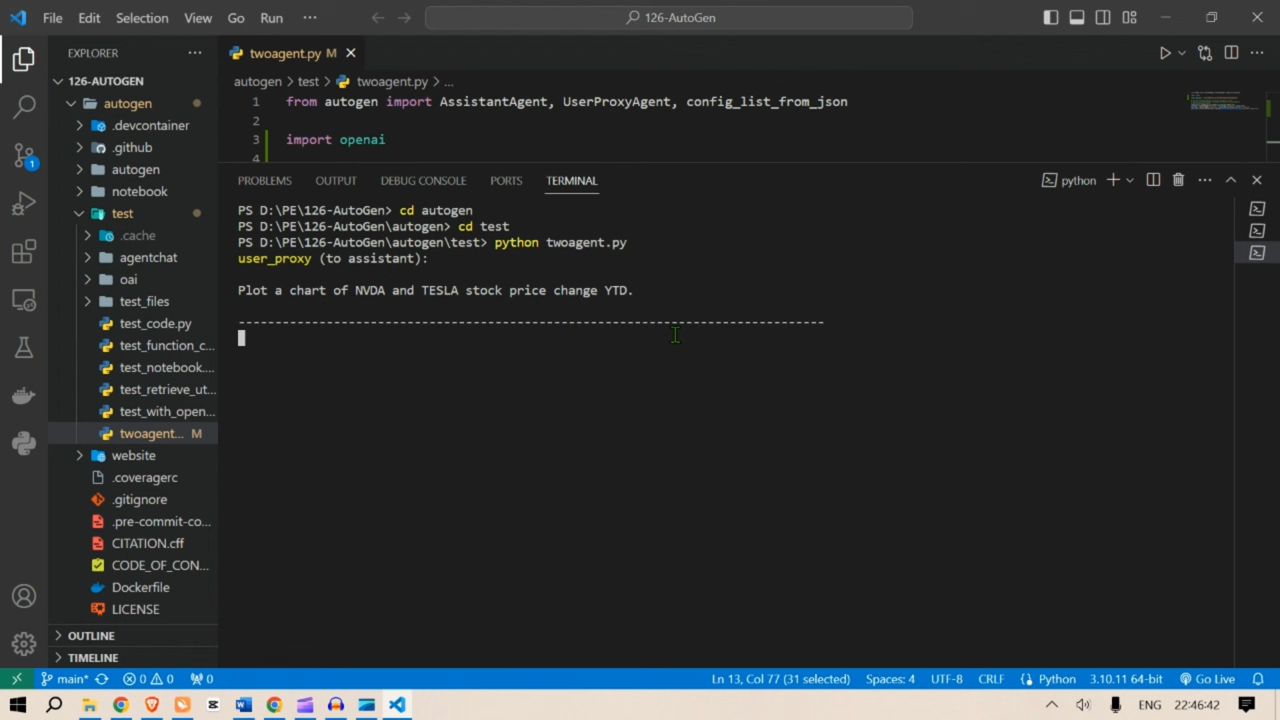 File Edit Selection View Go Run ··· 126-AutoGen
EXPLORER ···
126-AUTOGEN
autogen
.devcontainer
.github
autogen
notebook
test
.cache
agentchat
oai
test_files
test_code.py
test_function_c...
test_notebook....
test_retrieve_ut...
test_with_open...
twoagent... M
website
.coveragerc
.gitignore
.pre-commit-co...
CITATION.cff
CODE_OF_CON...
Dockerfile
LICENSE
OUTLINE
TIMELINE
twoagent.py M
autogen > test > twoagent.py > ...
1 from autogen import AssistantAgent, UserProxyAgent, config_list_from_json
2
3 import openai
4
PROBLEMS OUTPUT DEBUG CONSOLE PORTS TERMINAL python
PS D:\PE\126-AutoGen> cd autogen
PS D:\PE\126-AutoGen\autogen> cd test
PS D:\PE\126-AutoGen\autogen\test> python twoagent.py
user_proxy (to assistant):
Plot a chart of NVDA and TESLA stock price change YTD.
--------------------------------------------------------------------------------
1
main* 0 0 0 Ln 13, Col 77 (31 selected) Spaces: 4 UTF-8 CRLF Python 3.10.11 64-bit Go Live
ENG 22:46:42